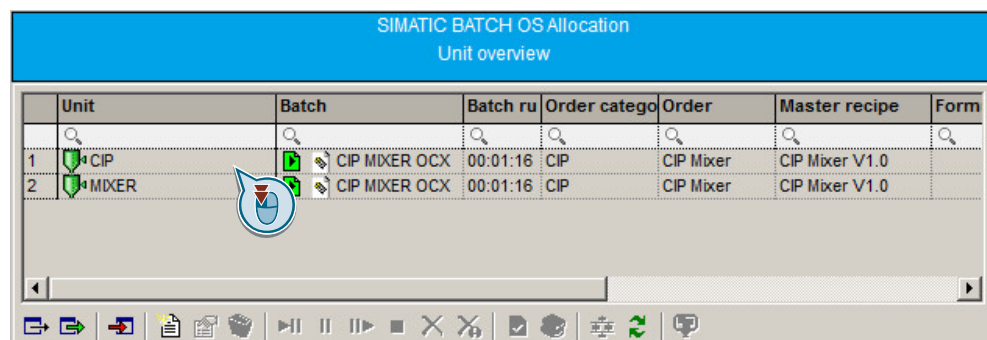 SIMATIC BATCH OS Allocation
Unit overview
Unit Batch Batch ru Order catego Order Master recipe Form
1 CIP CIP MIXER OCX 00:01:16 CIP CIP Mixer CIP Mixer V1.0
2 MIXER CIP MIXER OCX 00:01:16 CIP CIP Mixer CIP Mixer V1.0